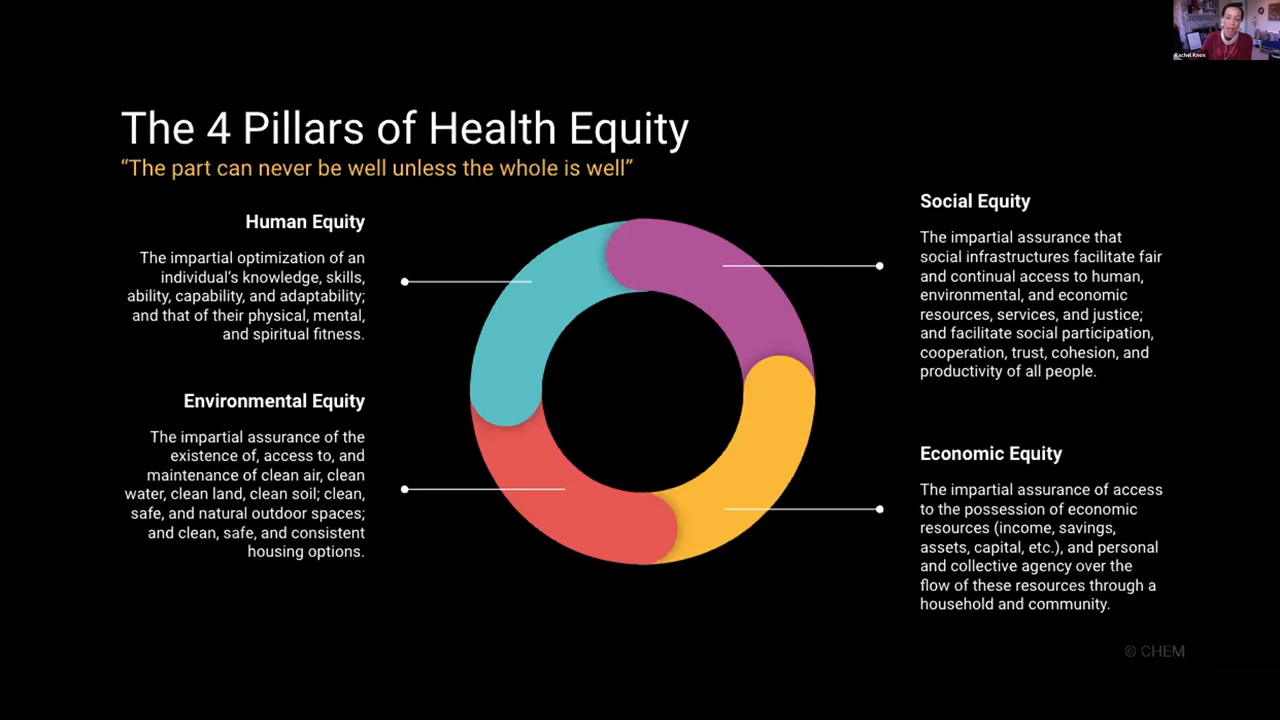 The 4 Pillars of Health Equity
“The part can never be well unless the whole is well”
Human Equity
The impartial optimization of an
individual’s knowledge, skills,
ability, capability, and adaptability;
and that of their physical, mental,
and spiritual fitness.
Environmental Equity
The impartial assurance of the
existence of, access to, and
maintenance of clean air, clean
water, clean land, clean soil; clean,
safe, and natural outdoor spaces;
and clean, safe, and consistent
housing options.
Social Equity
The impartial assurance that
social infrastructures facilitate fair
and continual access to human,
environmental, and economic
resources, services, and justice;
and facilitate social participation,
cooperation, trust, cohesion, and
productivity of all people.
Economic Equity
The impartial assurance of access
to the possession of economic
resources (income, savings,
assets, capital, etc.), and personal
and collective agency over the
flow of these resources through a
household and community.
© CHEM
Rachel Knox